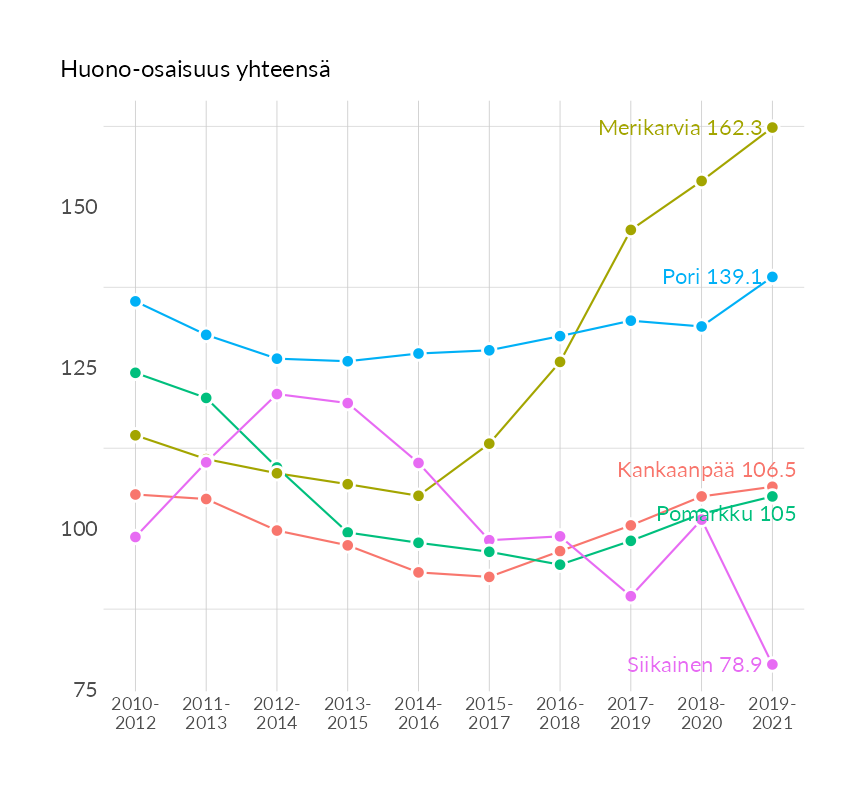 Huono-osaisuus yhteensä
Merikarvia 162.3
150
Pori 139.1
125
Kankaanpää 106.5
Pomarkku 105
100
Siikainen 78.9
75
2010- 2011- 2012- 2013- 2014- 2015- 2016- 2017- 2018- 2019-
2012 2013 2014 2015 2016 2017 2018 2019 2020 2021